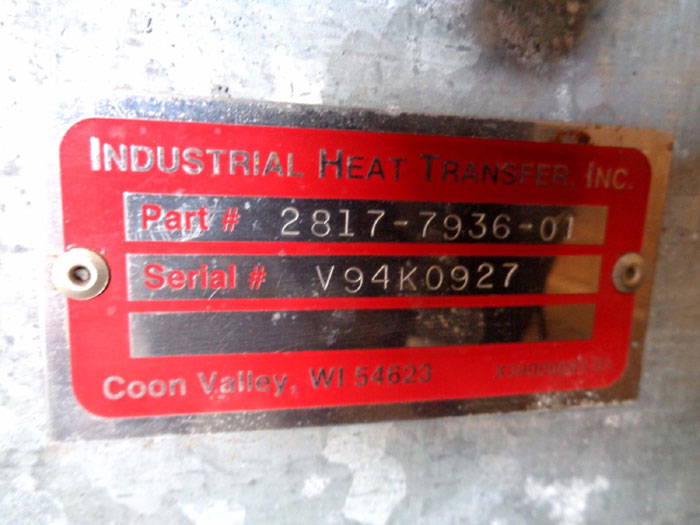 INDUSTRIAL HEAT TRANSFER, INC.
Part # 2817-7936-01
Serial # V94K0927
Coon Valley, WI 54623